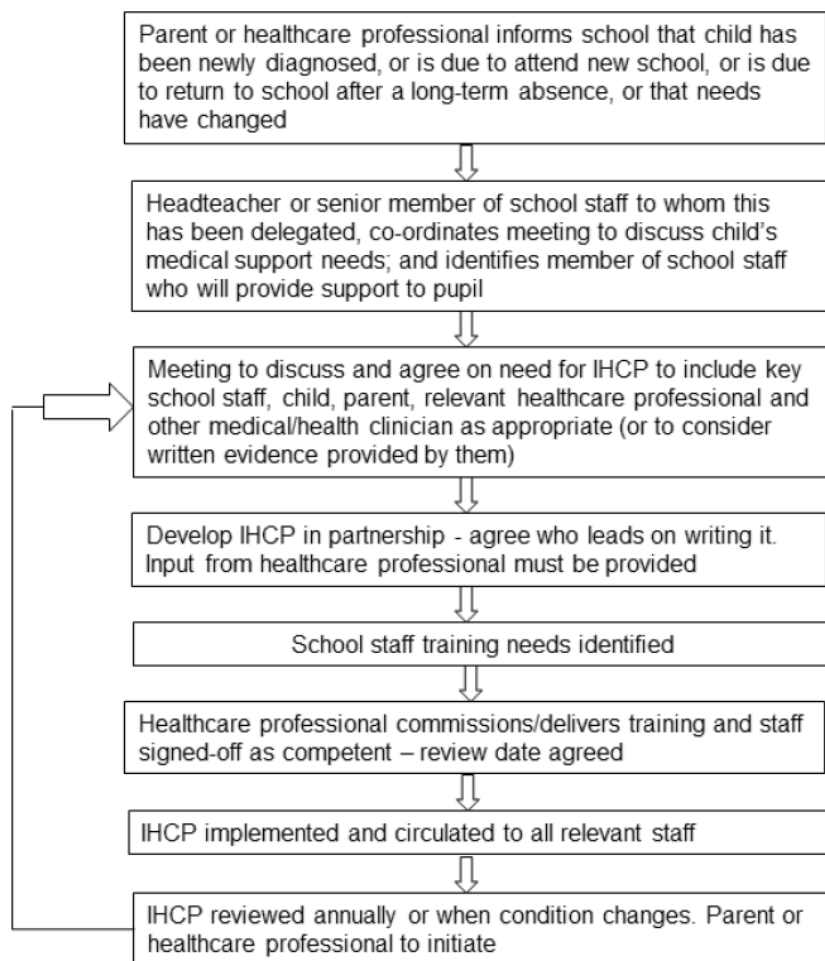 Parent or healthcare professional informs school that child has
been newly diagnosed, or is due to attend new school, or is due
to return to school after a long-term absence, or that needs
have changed
Headteacher or senior member of school staff to whom this
has been delegated, co-ordinates meeting to discuss child's
medical support needs; and identifies member of school staff
who will provide support to pupil
Meeting to discuss and agree on need for IHCP to include key
school staff, child, parent, relevant healthcare professional and
other medical/health clinician as appropriate (or to consider
written evidence provided by them)
Develop IHCP in partnership - agree who leads on writing it.
Input from healthcare professional must be provided
School staff training needs identified
Healthcare professional commissions/delivers training and staff
signed-off as competent – review date agreed
IHCP implemented and circulated to all relevant staff
IHCP reviewed annually or when condition changes. Parent or
healthcare professional to initiate